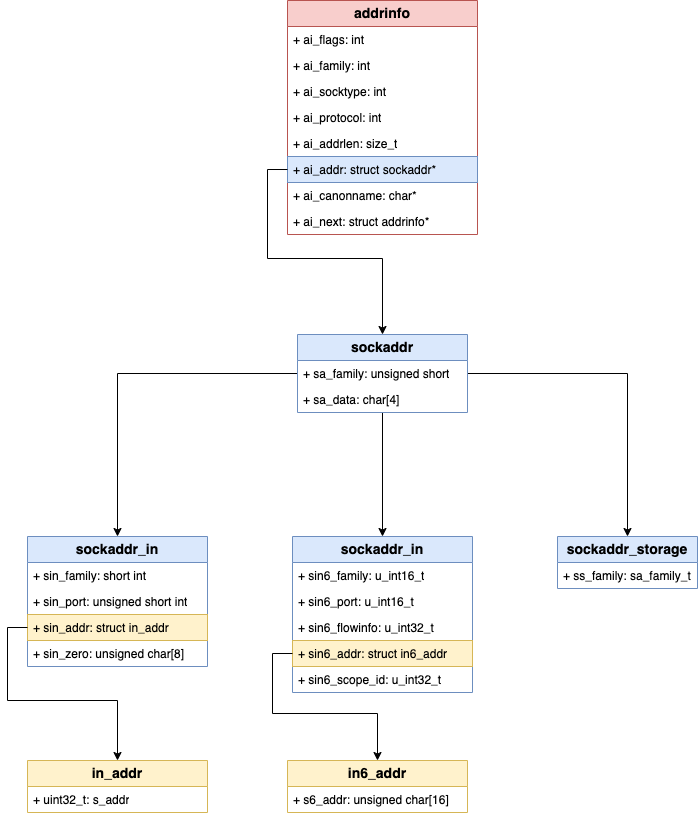 addrinfo
+ ai_flags: int
+ ai_family: int
+ ai_socktype: int
+ ai_protocol: int
+ ai_addrlen: size_t
+ ai_addr: struct sockaddr*
+ ai_canonname: char*
+ ai_next: struct addrinfo*
sockaddr
+ sa_family: unsigned short
+ sa_data: char[4]
sockaddr_in
+ sin_family: short int
+ sin_port: unsigned short int
+ sin_addr: struct in_addr
+ sin_zero: unsigned char[8]
sockaddr_in
+ sin6_family: u_int16_t
+ sin6_port: u_int16_t
+ sin6_flowinfo: u_int32_t
+ sin6_addr: struct in6_addr
+ sin6_scope_id: u_int32_t
sockaddr_storage
+ ss_family: sa_family_t
in_addr
+ uint32_t: s_addr
in6_addr
+ s6_addr: unsigned char[16]